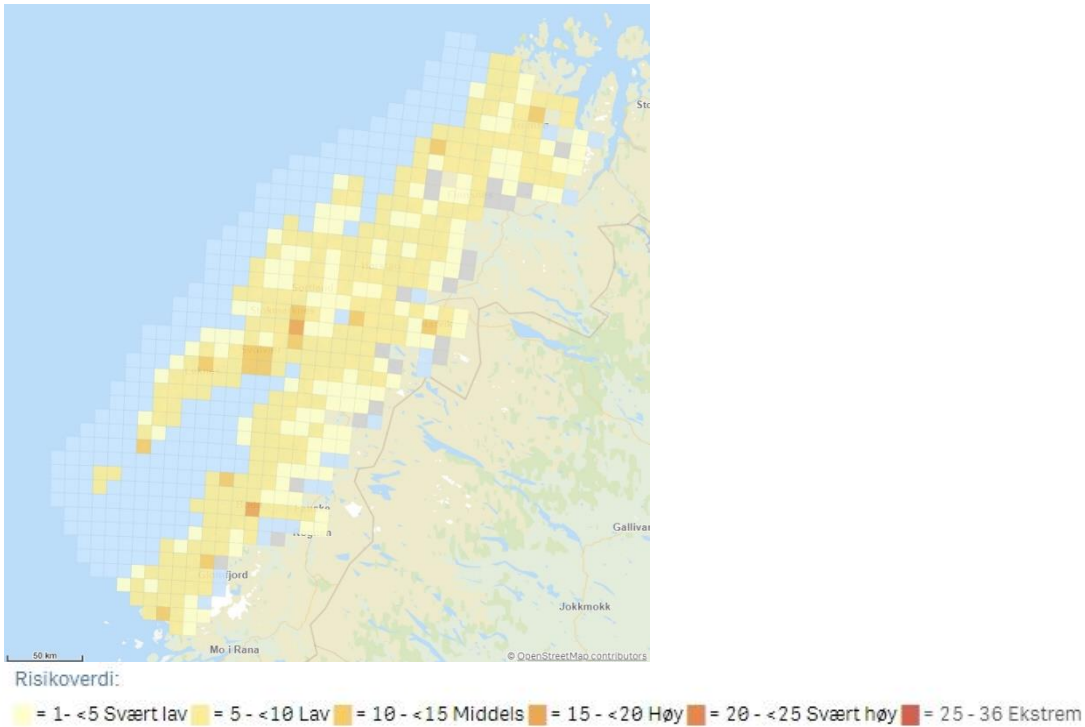 Sto
Gallivar
fjord
Jokkmokk
Mo i Rana
50 km
© OpenStreetMap contributors
Risikoverdi:
= 1- <5 Svært lav = 5 - <10 Lav = 10 - <15 Middels = 15 - <20 Høy = 20 - <25 Svært høy = 25 - 36 Ekstrem